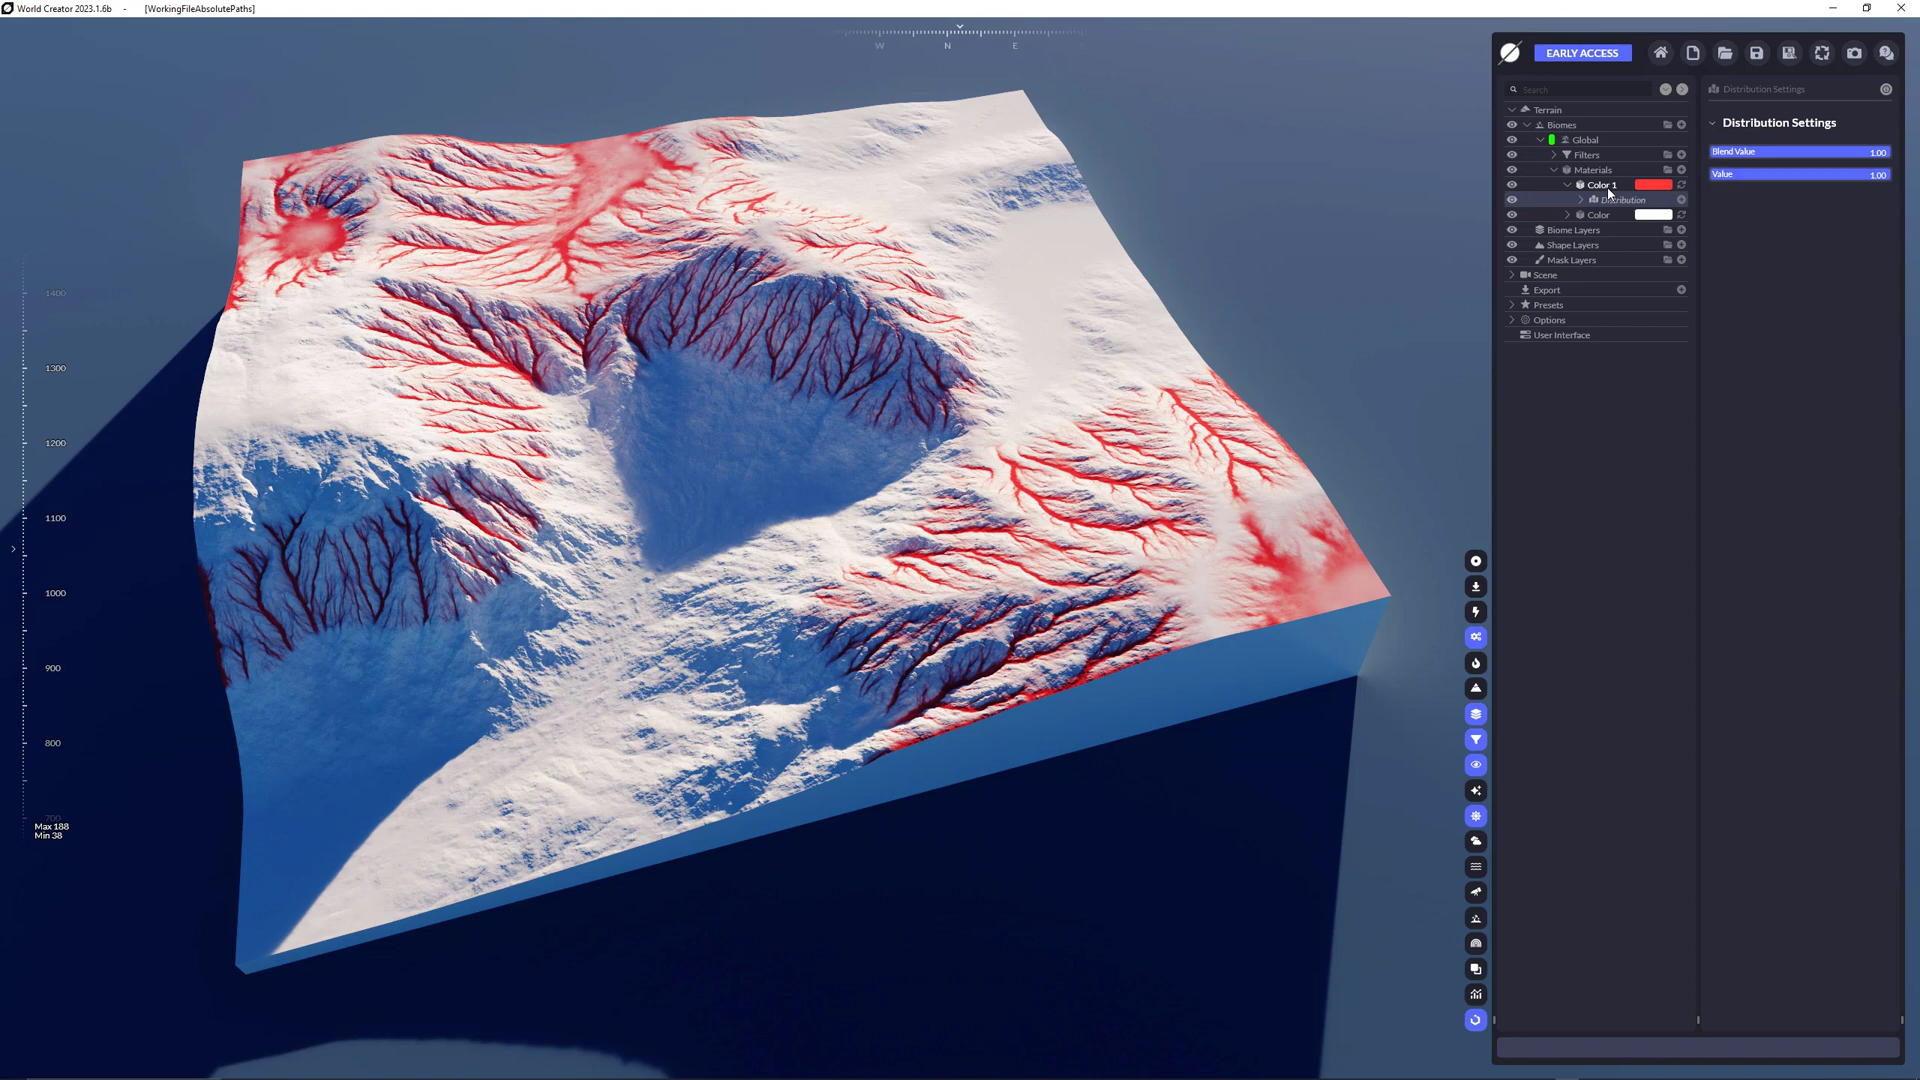 World Creator 2023.1.6b - [WorkingFileAbsolutePaths]
W N E
EARLY ACCESS
Search
Terrain
Biomes
Global
Filters
Materials
Color 1
Distribution
Color
Biome Layers
Shape Layers
Mask Layers
Scene
Export
Presets
Options
User Interface
Distribution Settings
Distribution Settings
Blend Value 1.00
Value 1.00
1400
1300
1200
1100
1000
900
800
700
Max 188
Min 38